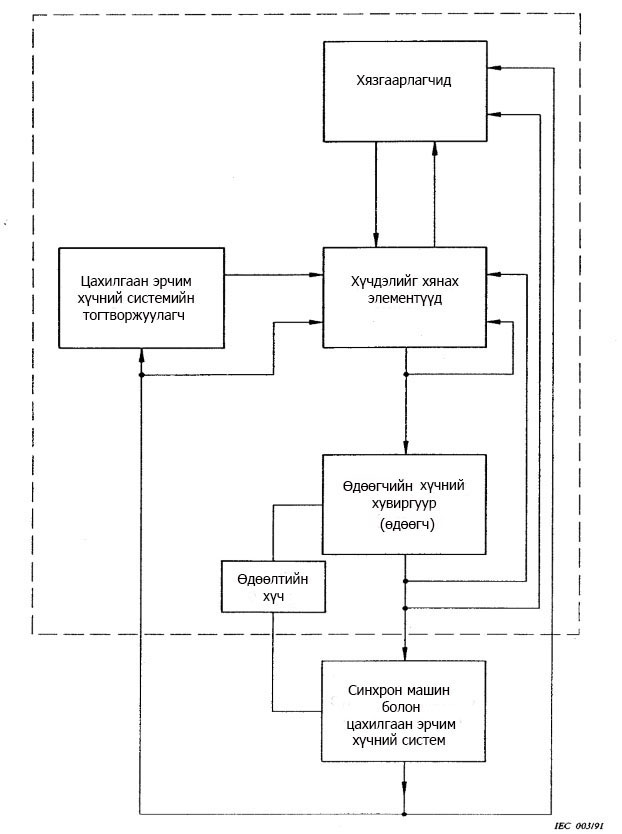 Хязгаарлагчид
Цахилгаан эрчим
хүчний системийн
тогтворжуулагч
Хүчдэлийг хянах
элементүүд
Өдөөгчийн хүчний
хувиргуур
(өдөөгч)
Өдөөлтийн
хүч
Синхрон машин
болон
цахилгаан эрчим
хүчний систем
IEC 003/91